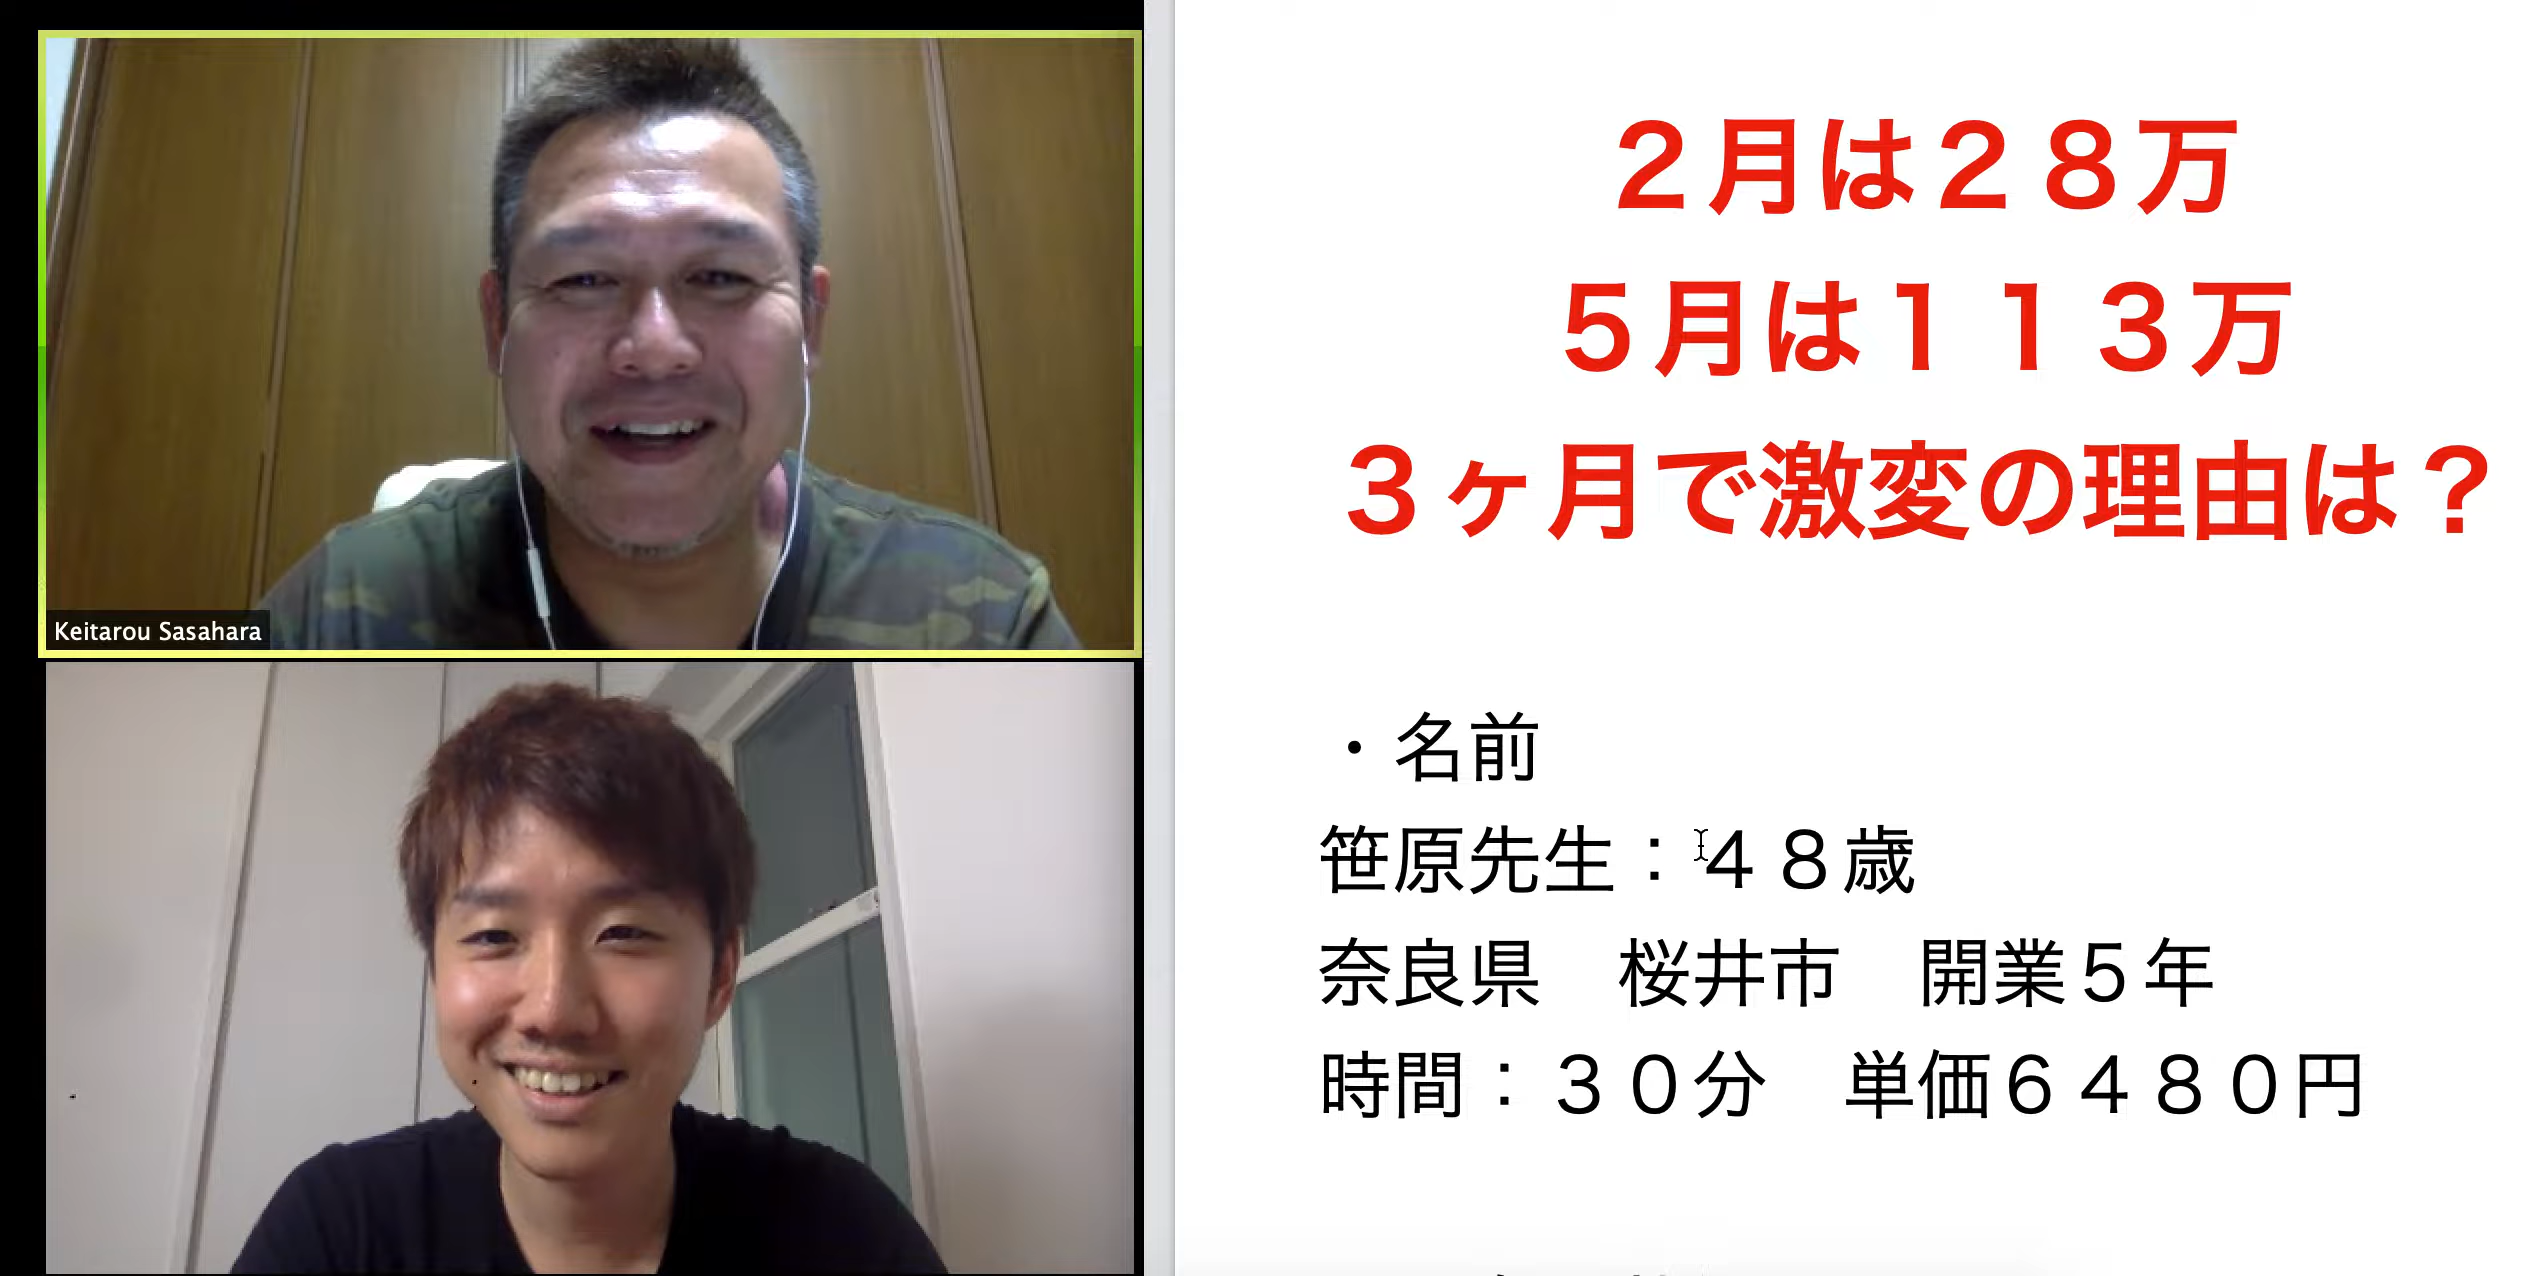 Keitarou Sasahara
２月は２８万
５月は１１３万
３ヶ月で激変の理由は？
・名前
笹原先生：４８歳
奈良県　桜井市　開業５年
時間：３０分　単価６４８０円